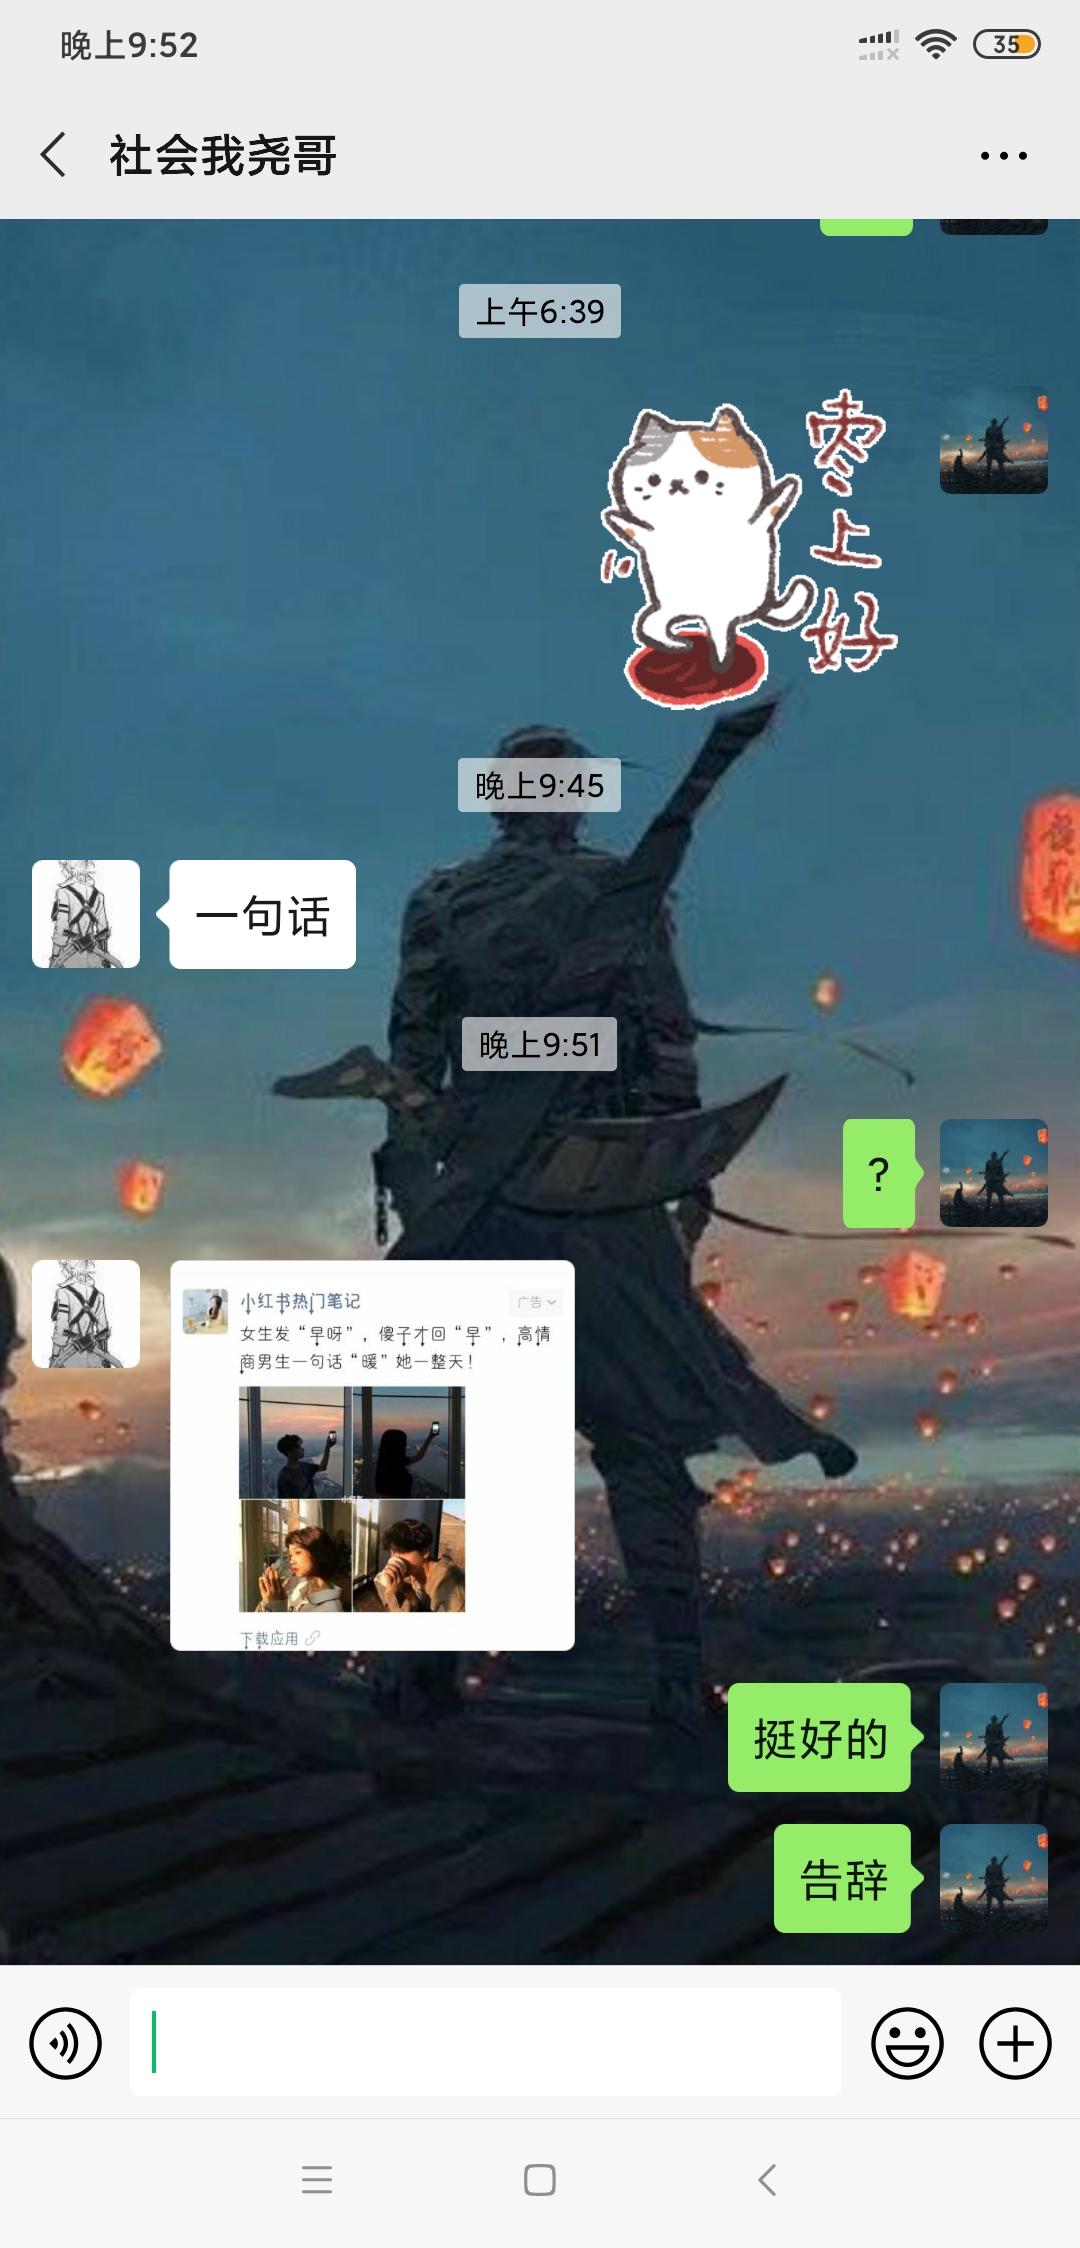 晚上9:52
35
社会我尧哥
上午6:39
枣上好
晚上9:45
一句话
晚上9:51
?
小红书热门笔记
广告
女生发“早呀”，傻子才回“早”，高情
商男生一句话“暖”她一整天！
下载应用
挺好的
告辞